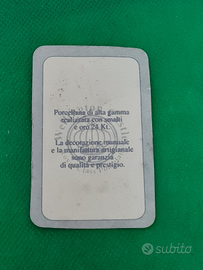 Porcellana di alta gamma
realizzata con smalti
e oro 24 Kt.
La decorazione manuale
e la manifattura artigianale
sono garanzia
di qualità e prestigio.
subito